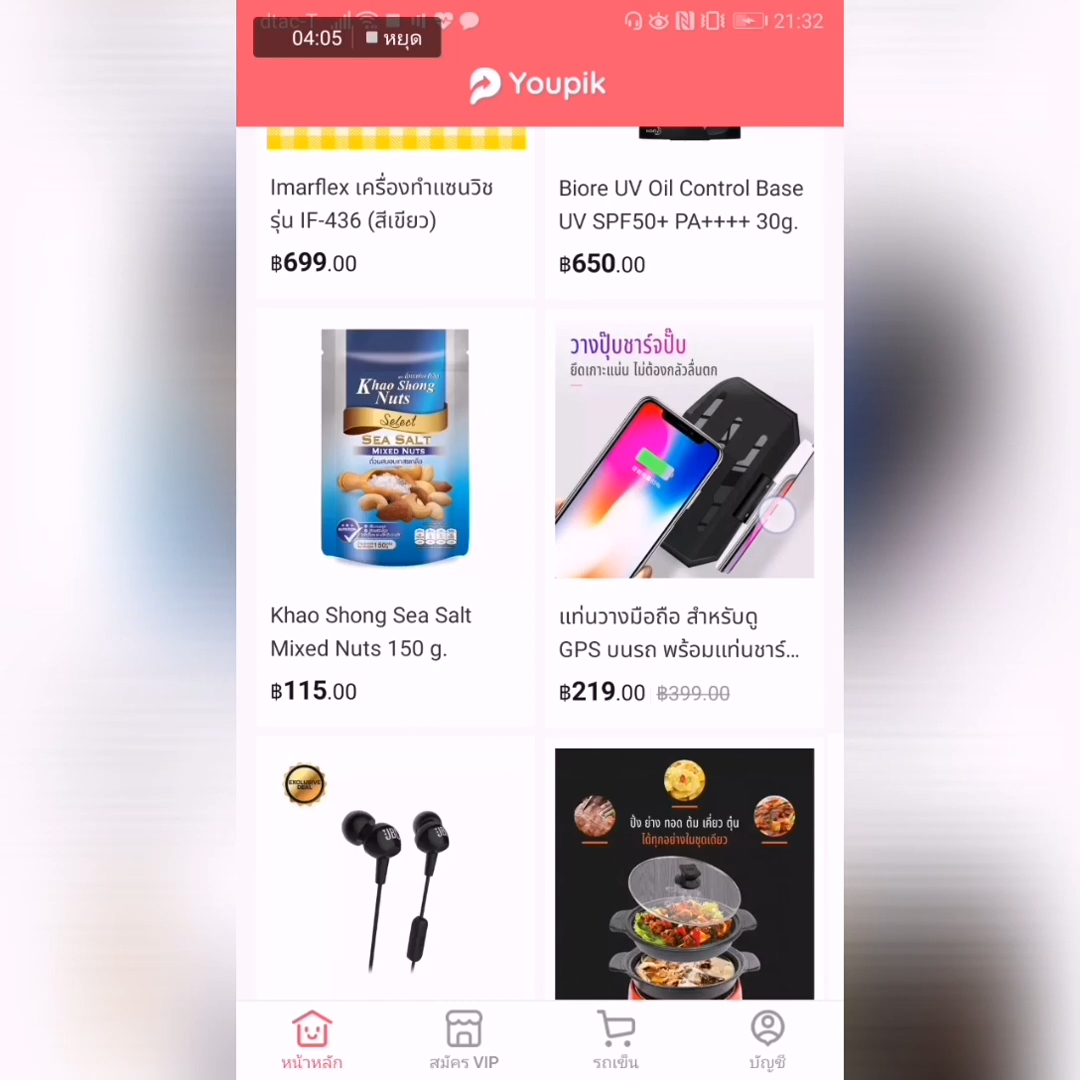 dtac-T
21:32
04:05
หยุด
Youpik
Imarflex เครื่องทำแซนวิช
รุ่น IF-436 (สีเขียว)
฿699.00
Biore UV Oil Control Base
UV SPF50+ PA++++ 30g.
฿650.00
Khao Shong
Nuts
Select
SEA SALT
MIXED NUTS
Khao Shong Sea Salt
Mixed Nuts 150 g.
฿115.00
วางปุ๊บชาร์จปั๊บ
ยึดเกาะแน่น ไม่ต้องกลัวลื่นตก
แท่นวางมือถือ สำหรับดู
GPS บนรถ พร้อมแท่นชาร์...
฿219.00 ฿399.00
EXCLUSIVE
DEAL
JBL
ปิ้ง ย่าง ทอด ต้ม เคี่ยว ตุ๋น
ได้ทุกอย่างในชุดเดียว
หน้าหลัก
สมัคร VIP
รถเข็น
บัญชี